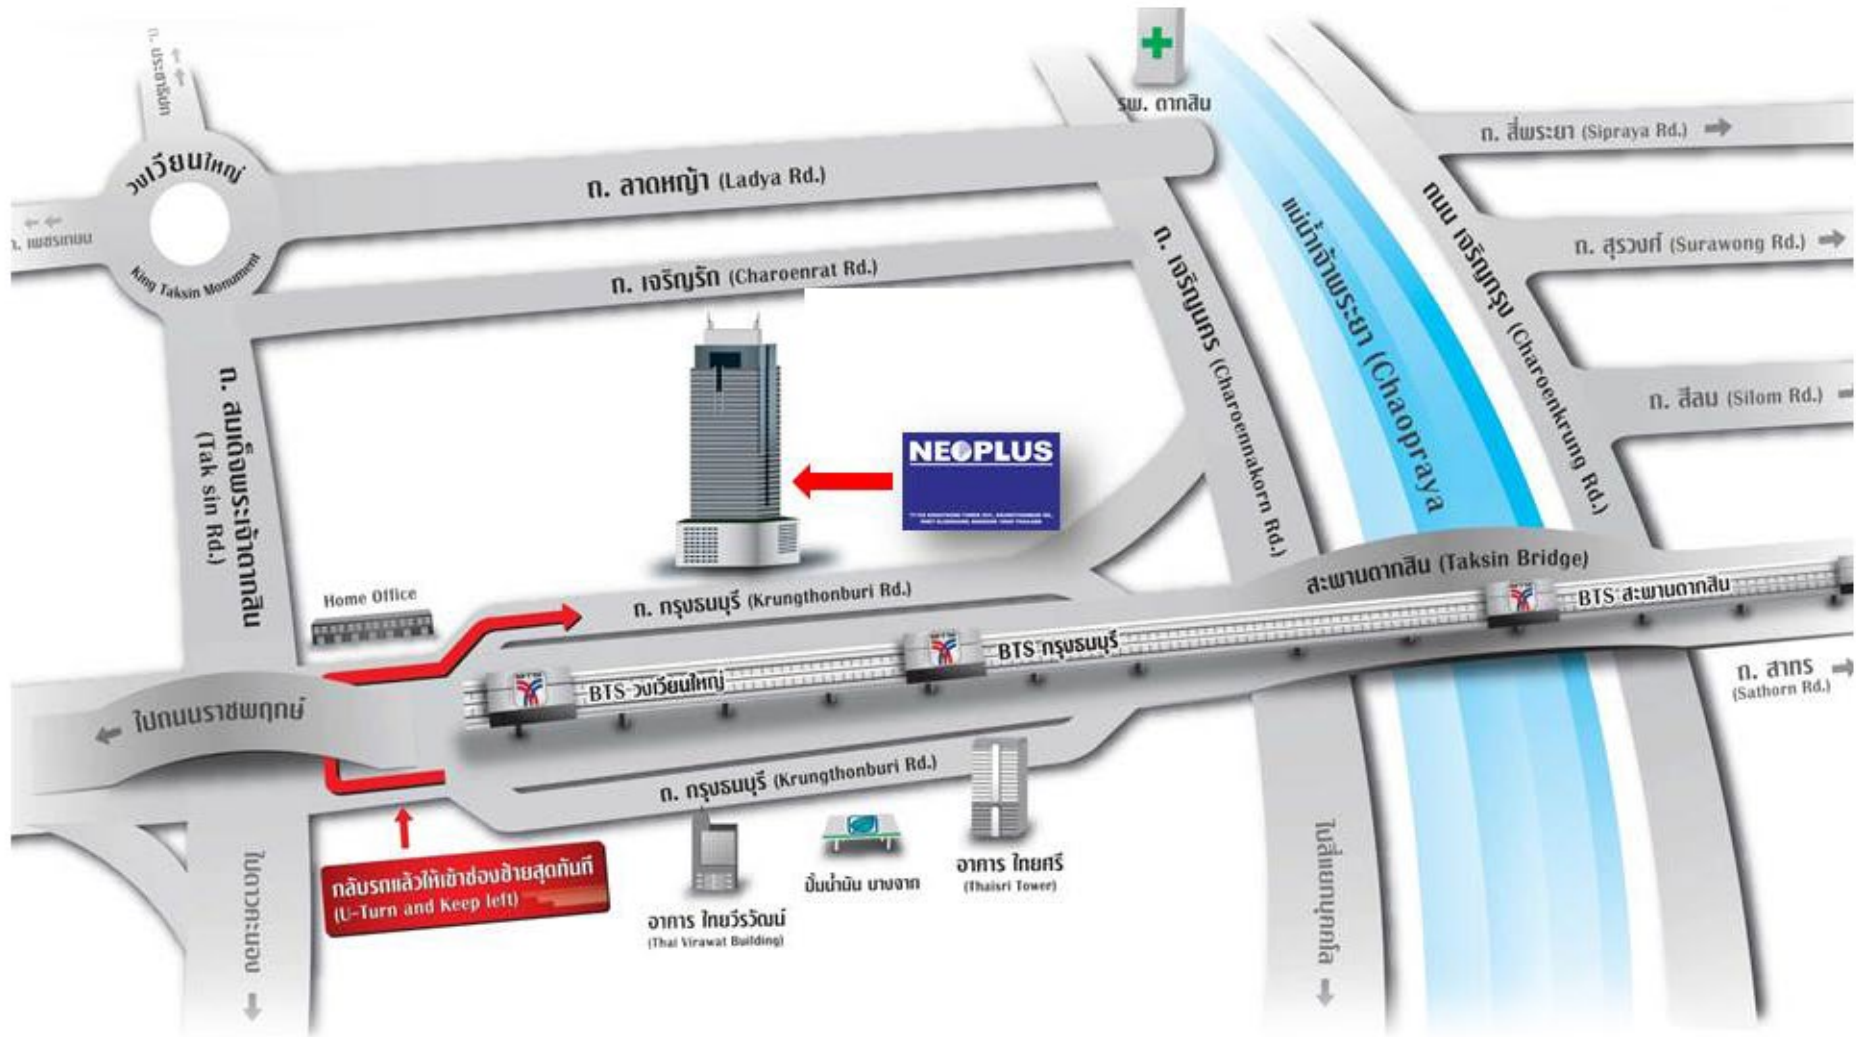 ถ. ประชาธิปก
รพ. ตากสิน
ถ. สี่พระยา (Sipraya Rd.)
วงเวียนใหญ่
ถ. ลาดหญ้า (Ladya Rd.)
ถ. เพชรเกษม
King Taksin Monument
ถ. เจริญรัถ (Charoenrat Rd.)
ถ. เจริญนคร (Charoennakorn Rd.)
แม่น้ำเจ้าพระยา (Chaopraya
ถนน เจริญกรุง (Charoenkrung Rd.)
ถ. สุรวงศ์ (Surawong Rd.)
ถ. สีลม (Silom Rd.)
ถ. สมเด็จพระเจ้าตากสิน
(Tak sin Rd.)
NEOPLUS
Home Office
ถ. กรุงธนบุรี (Krungthonburi Rd.)
สะพานตากสิน (Taksin Bridge)
BTS สะพานตากสิน
BTS กรุงธนบุรี
BTS วงเวียนใหญ่
ถ. สาทร
(Sathorn Rd.)
ไปถนนราชพฤกษ์
ถ. กรุงธนบุรี (Krungthonburi Rd.)
กลับรถแล้วให้เข้าช่องซ้ายสุดทันที
(U-Turn and Keep left)
อาคาร ไทยวีรวัฒน์
(Thai Virawat Building)
ปั๊มน้ำมัน บางจาก
อาคาร ไทยศรี
(Thaisri Tower)
ไปดาวคะนอง
ไปสี่แยกบุคคโล